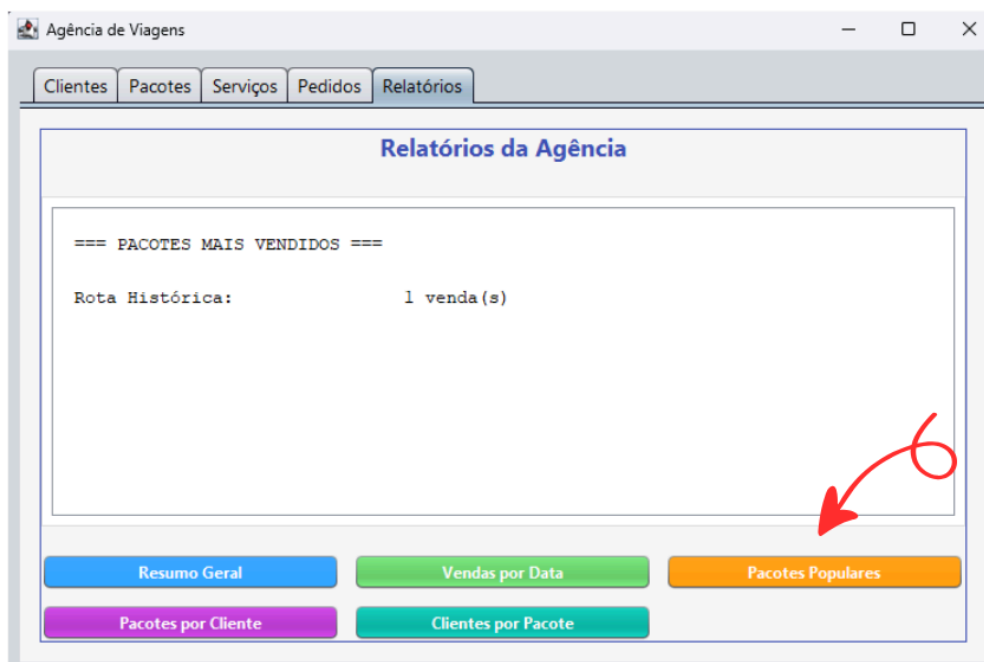 Agência de Viagens
Clientes Pacotes Serviços Pedidos Relatórios
Relatórios da Agência
=== PACOTES MAIS VENDIDOS ===
Rota Histórica: 1 venda(s)
Resumo Geral Vendas por Data Pacotes Populares
Pacotes por Cliente Clientes por Pacote